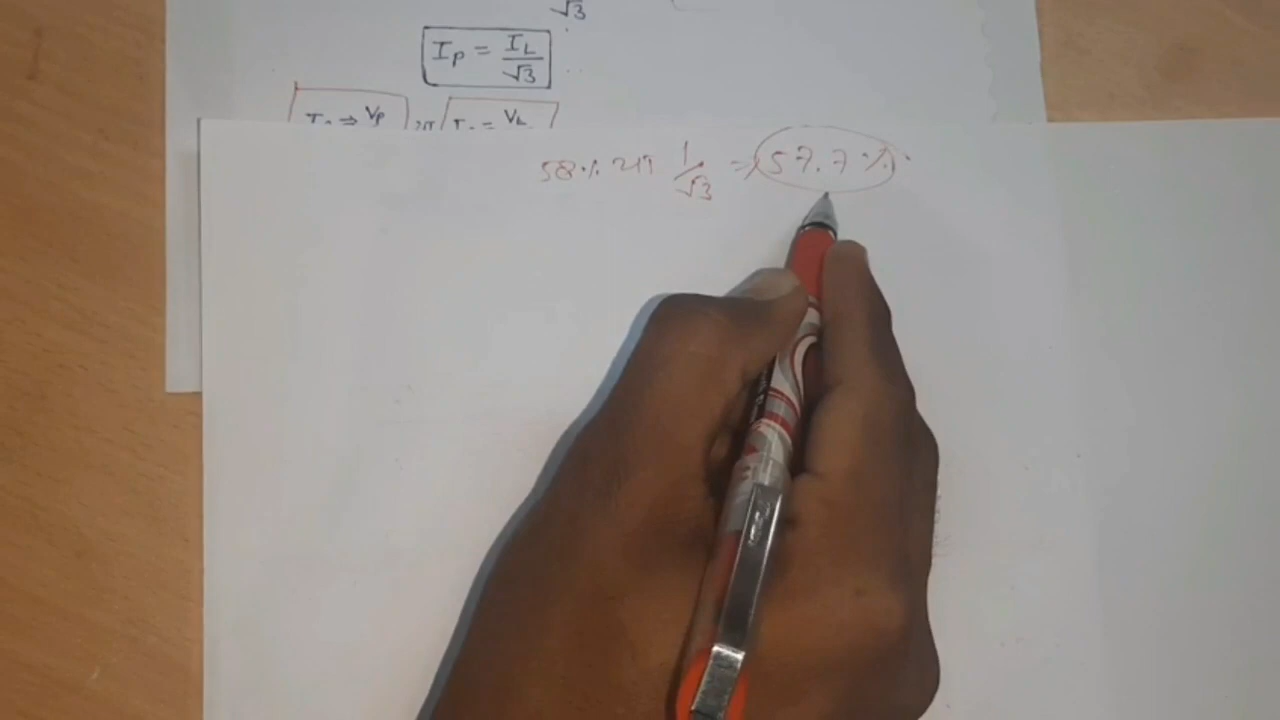 √3
I_P = I_L/√3
V_P या V_L
58% या 1/√3 ⇒ 57.7%